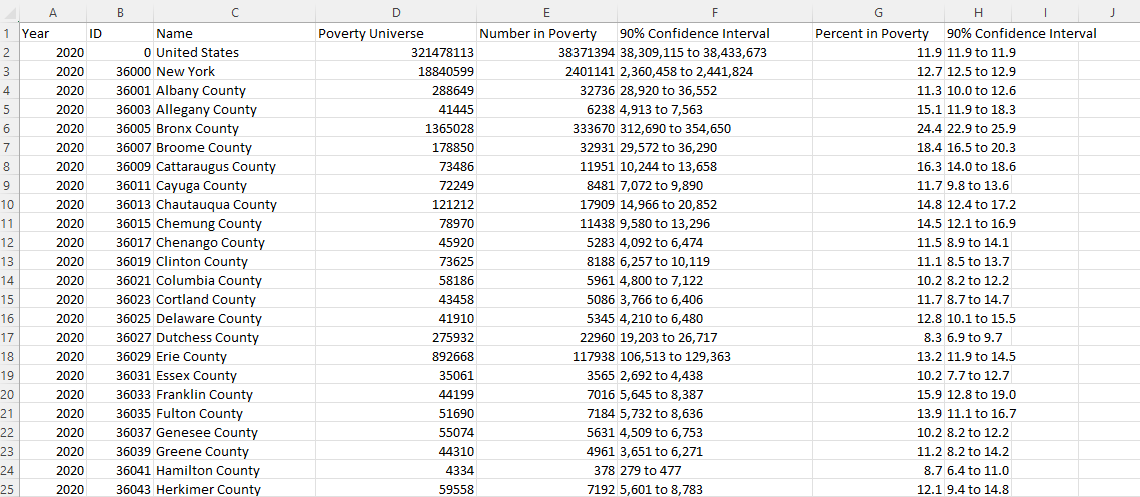 A B C D E F G H I J
1 Year ID Name Poverty Universe Number in Poverty 90% Confidence Interval Percent in Poverty 90% Confidence Interval
2 2020 0 United States 321478113 38371394 38,309,115 to 38,433,673 11.9 11.9 to 11.9
3 2020 36000 New York 18840599 2401141 2,360,458 to 2,441,824 12.7 12.5 to 12.9
4 2020 36001 Albany County 288649 32736 28,920 to 36,552 11.3 10.0 to 12.6
5 2020 36003 Allegany County 41445 6238 4,913 to 7,563 15.1 11.9 to 18.3
6 2020 36005 Bronx County 1365028 333670 312,690 to 354,650 24.4 22.9 to 25.9
7 2020 36007 Broome County 178850 32931 29,572 to 36,290 18.4 16.5 to 20.3
8 2020 36009 Cattaraugus County 73486 11951 10,244 to 13,658 16.3 14.0 to 18.6
9 2020 36011 Cayuga County 72249 8481 7,072 to 9,890 11.7 9.8 to 13.6
10 2020 36013 Chautauqua County 121212 17909 14,966 to 20,852 14.8 12.4 to 17.2
11 2020 36015 Chemung County 78970 11438 9,580 to 13,296 14.5 12.1 to 16.9
12 2020 36017 Chenango County 45920 5283 4,092 to 6,474 11.5 8.9 to 14.1
13 2020 36019 Clinton County 73625 8188 6,257 to 10,119 11.1 8.5 to 13.7
14 2020 36021 Columbia County 58186 5961 4,800 to 7,122 10.2 8.2 to 12.2
15 2020 36023 Cortland County 43458 5086 3,766 to 6,406 11.7 8.7 to 14.7
16 2020 36025 Delaware County 41910 5345 4,210 to 6,480 12.8 10.1 to 15.5
17 2020 36027 Dutchess County 275932 22960 19,203 to 26,717 8.3 6.9 to 9.7
18 2020 36029 Erie County 892668 117938 106,513 to 129,363 13.2 11.9 to 14.5
19 2020 36031 Essex County 35061 3565 2,692 to 4,438 10.2 7.7 to 12.7
20 2020 36033 Franklin County 44199 7016 5,645 to 8,387 15.9 12.8 to 19.0
21 2020 36035 Fulton County 51690 7184 5,732 to 8,636 13.9 11.1 to 16.7
22 2020 36037 Genesee County 55074 5631 4,509 to 6,753 10.2 8.2 to 12.2
23 2020 36039 Greene County 44310 4961 3,651 to 6,271 11.2 8.2 to 14.2
24 2020 36041 Hamilton County 4334 378 279 to 477 8.7 6.4 to 11.0
25 2020 36043 Herkimer County 59558 7192 5,601 to 8,783 12.1 9.4 to 14.8